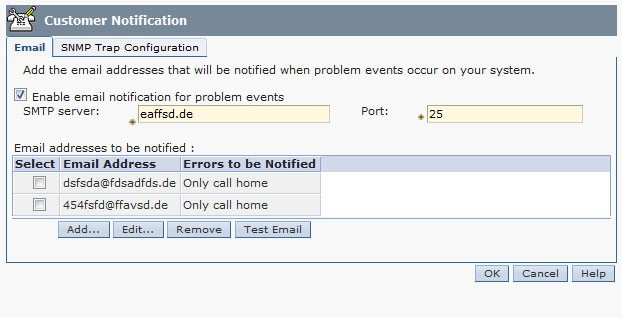 Customer Notification
Email SNMP Trap Configuration
Add the email addresses that will be notified when problem events occur on your system.
Enable email notification for problem events
SMTP server: eaffsd.de Port: 25
Email addresses to be notified :
Select Email Address Errors to be Notified
dsfsda@fdsadfds.de Only call home
454fsfd@ffavsd.de Only call home
Add... Edit... Remove Test Email
OK Cancel Help